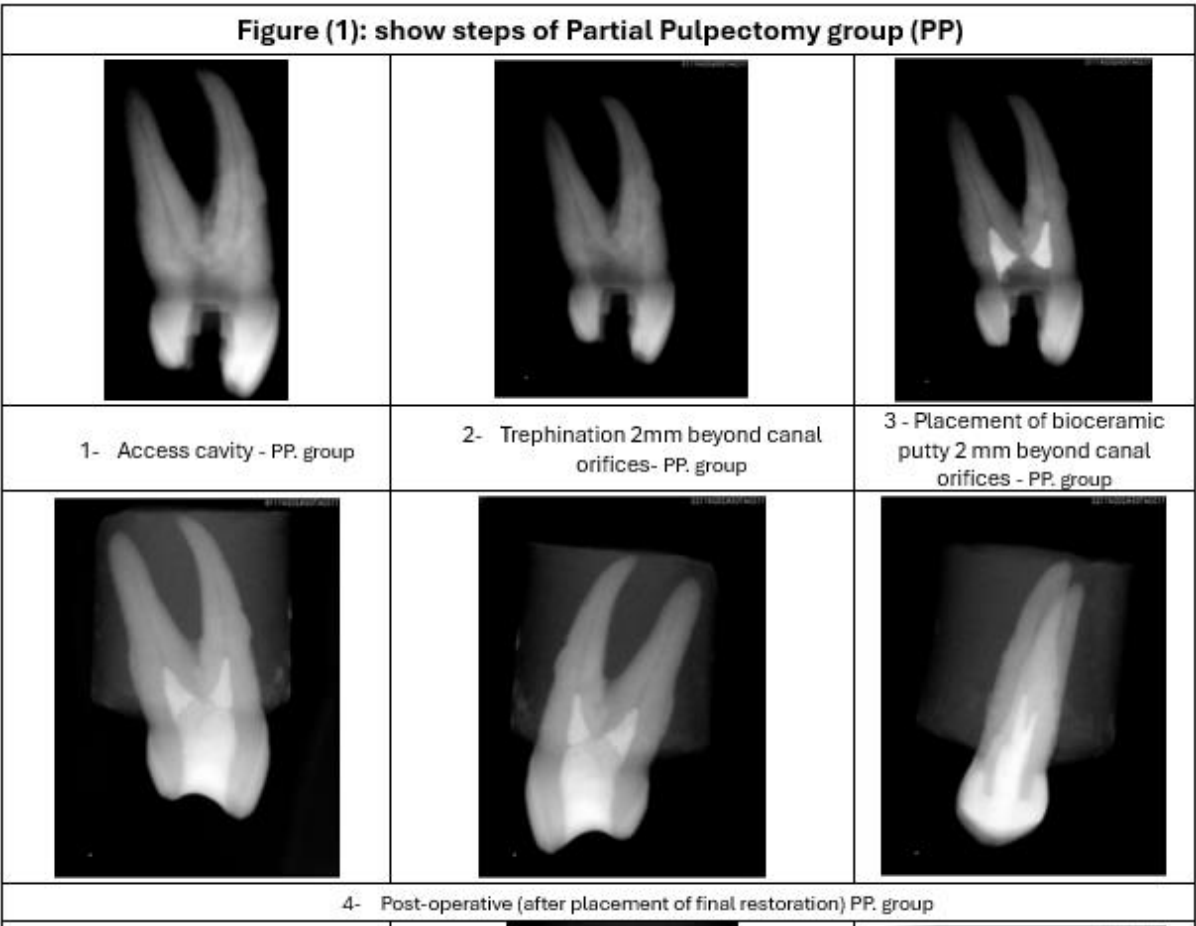 Figure (1): show steps of Partial Pulpectomy group (PP)
1- Access cavity - PP. group
2- Trephination 2mm beyond canal
orifices- PP. group
3 - Placement of bioceramic
putty 2 mm beyond canal
orifices - PP. group
4- Post-operative (after placement of final restoration) PP. group